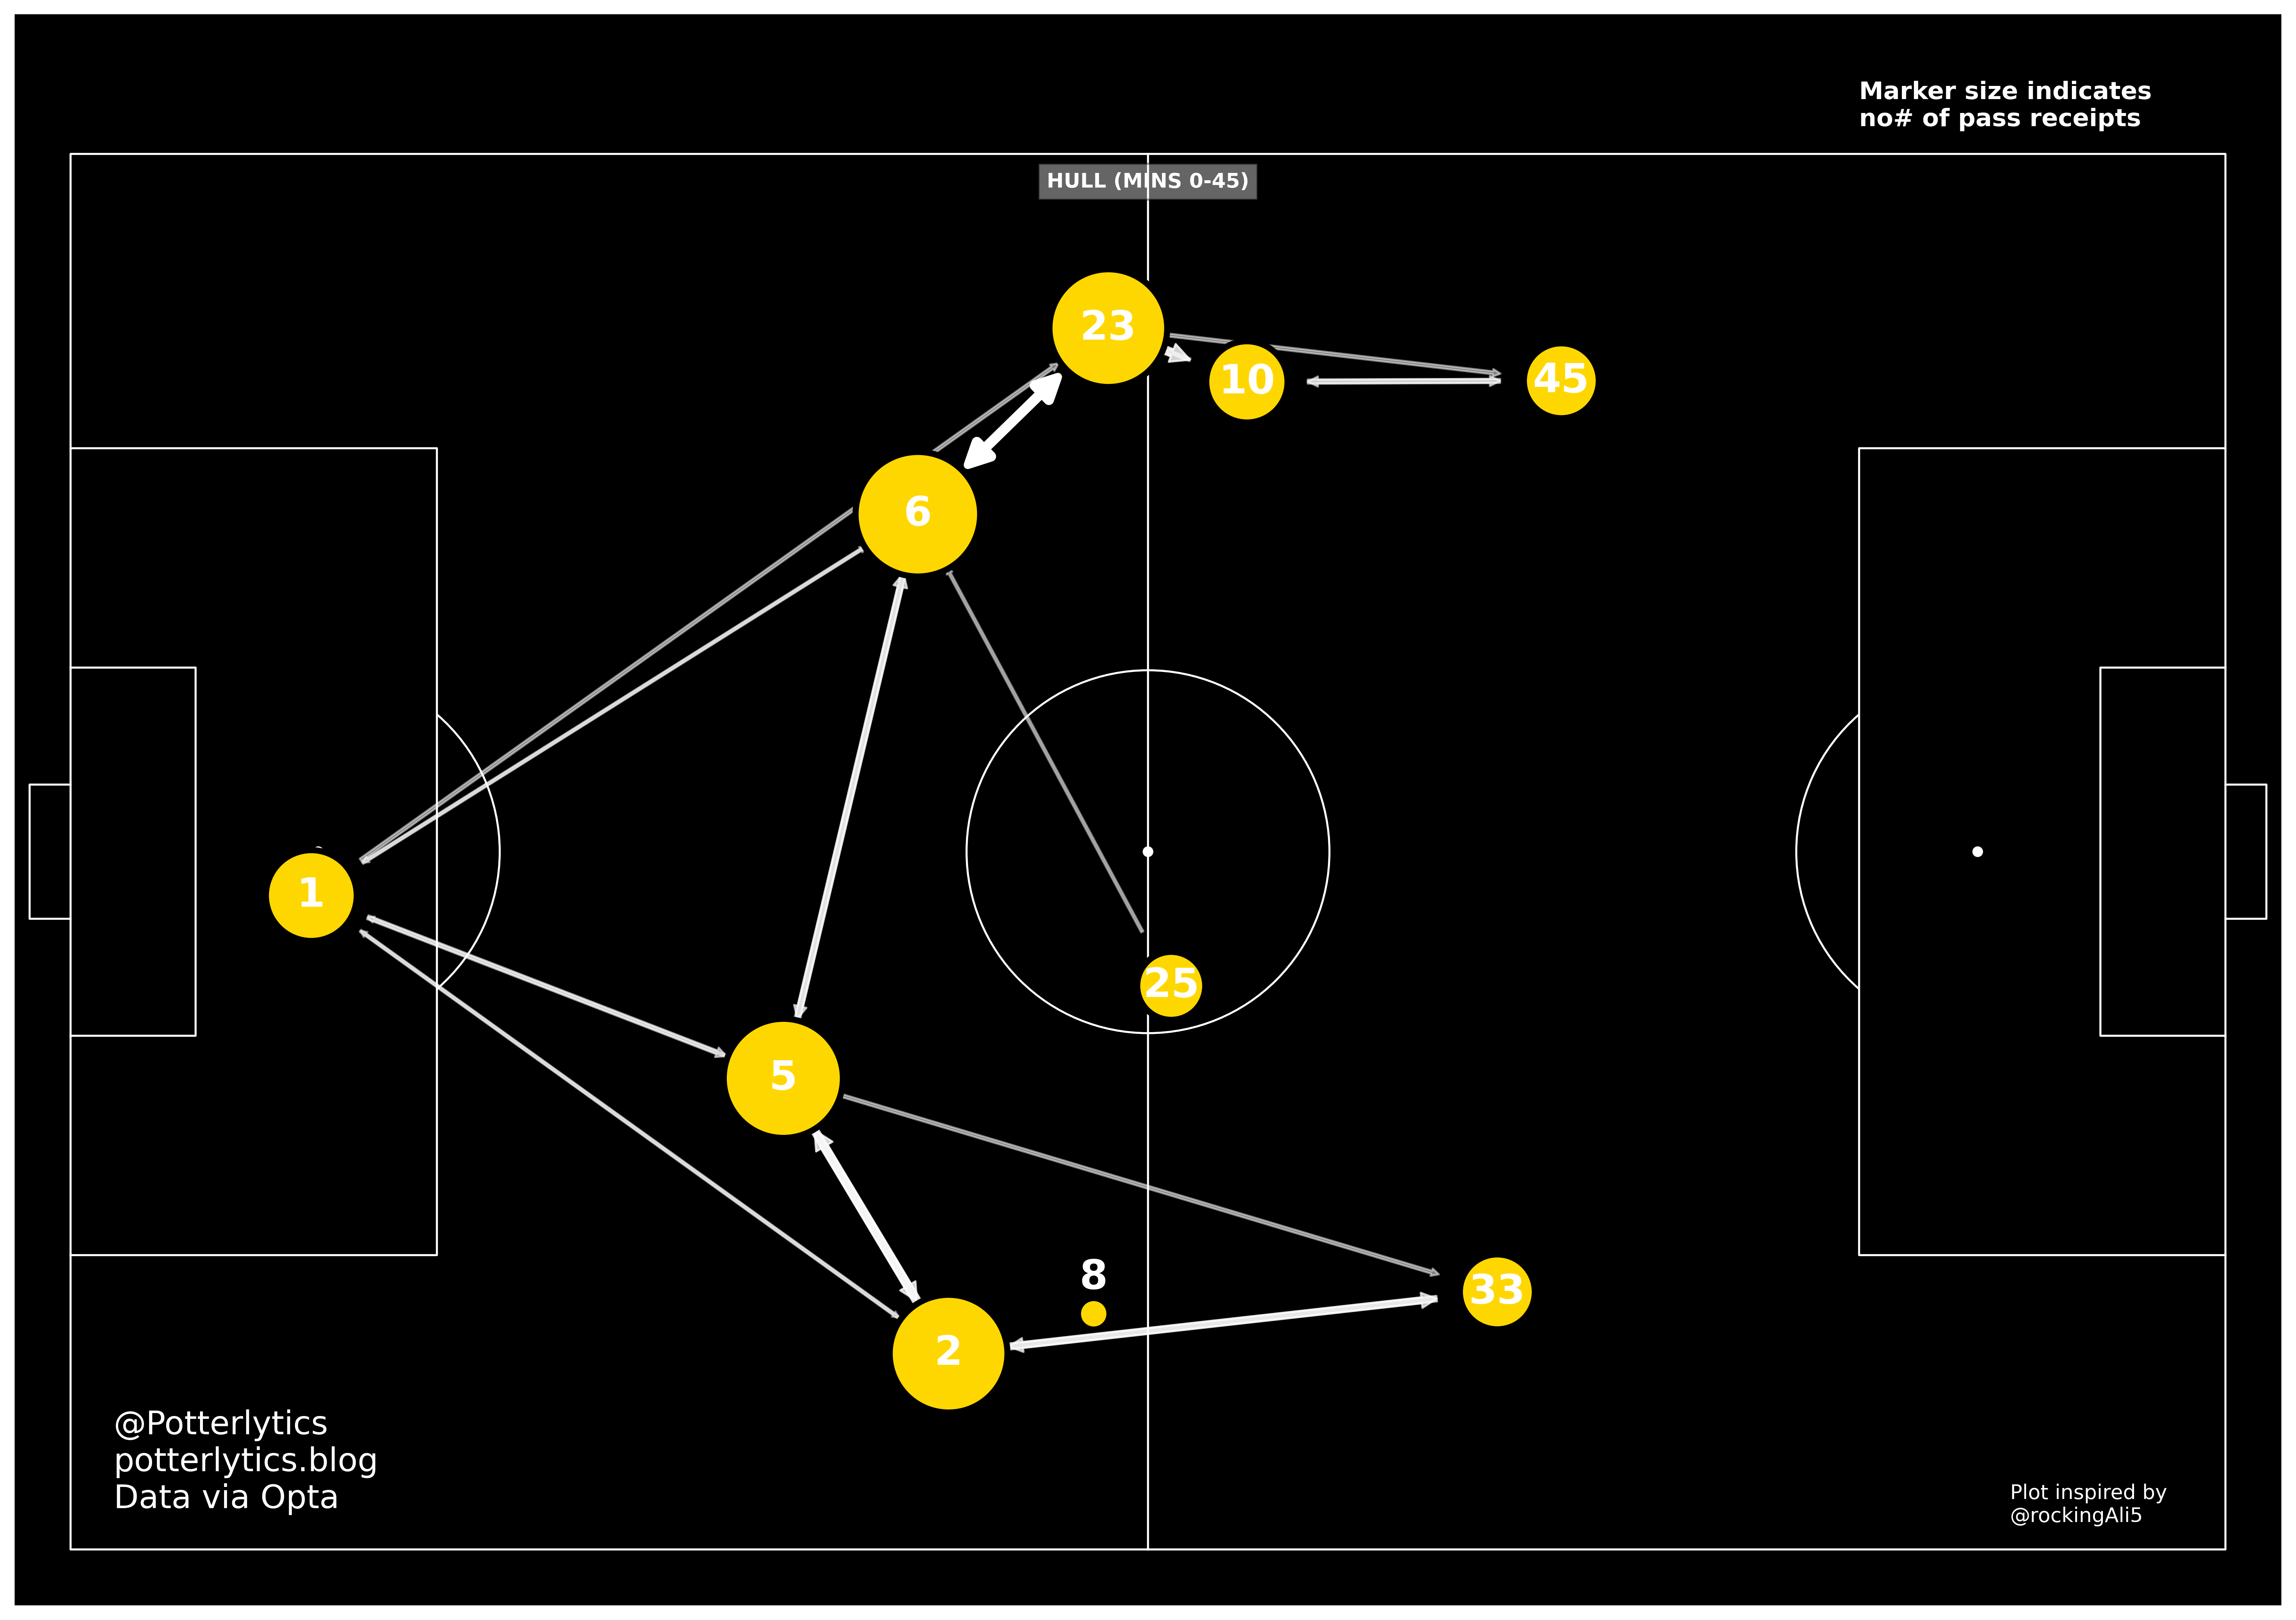 Marker size indicates
no# of pass receipts
HULL (MINS 0-45)
23
10
45
6
1
25
5
8
33
2
@Potterlytics
potterlytics.blog
Data via Opta
Plot inspired by
@rockingAli5